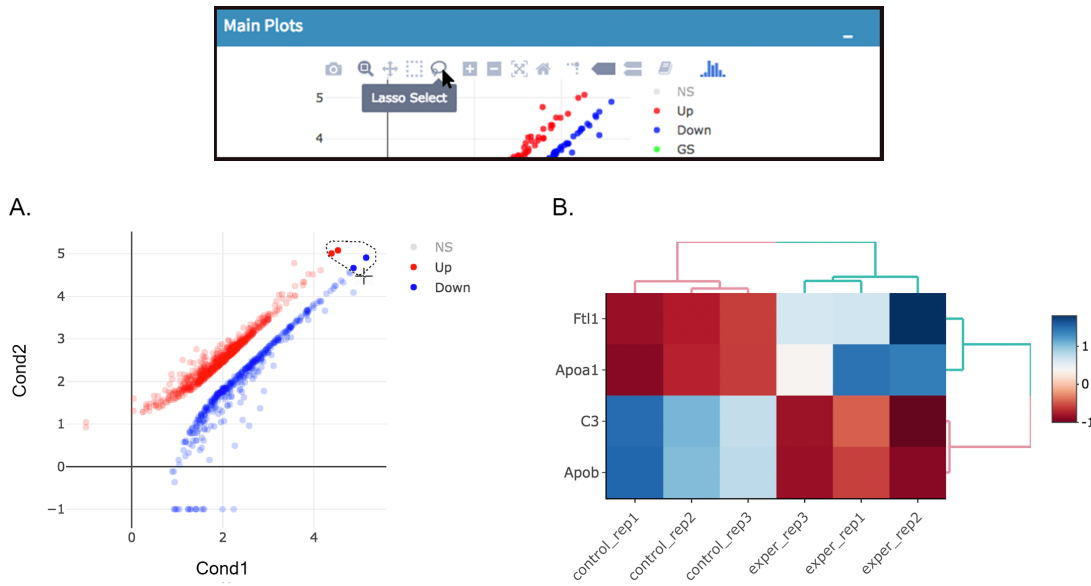 Main Plots
Lasso Select
5
4
NS
Up
Down
GS
A.
B.
5
4
3
2
1
0
−1
0
2
4
Cond2
Cond1
NS
Up
Down
Ftl1
Apoa1
C3
Apob
control_rep1
control_rep2
control_rep3
exper_rep3
exper_rep1
exper_rep2
1
0
-1